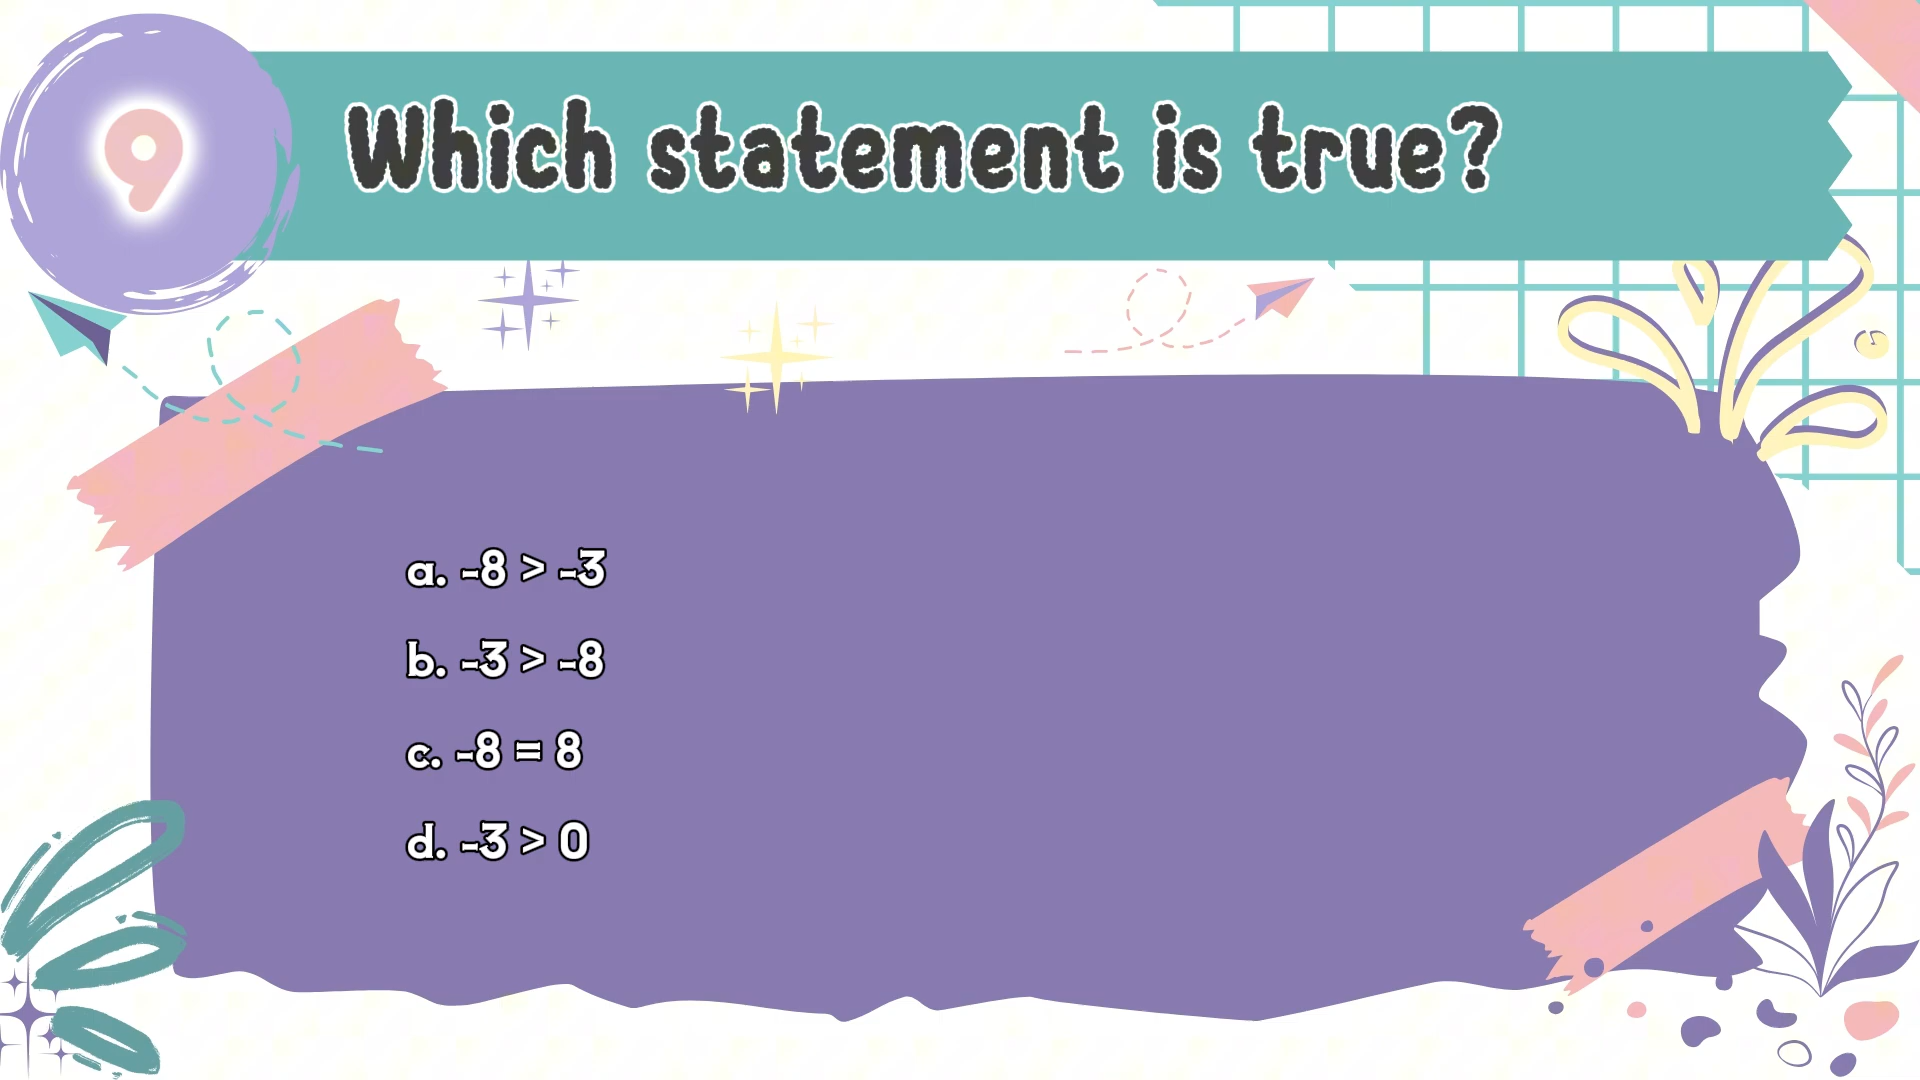 9
Which statement is true?
a. -8 > -3
b. -3 > -8
c. -8 = 8
d. -3 > 0